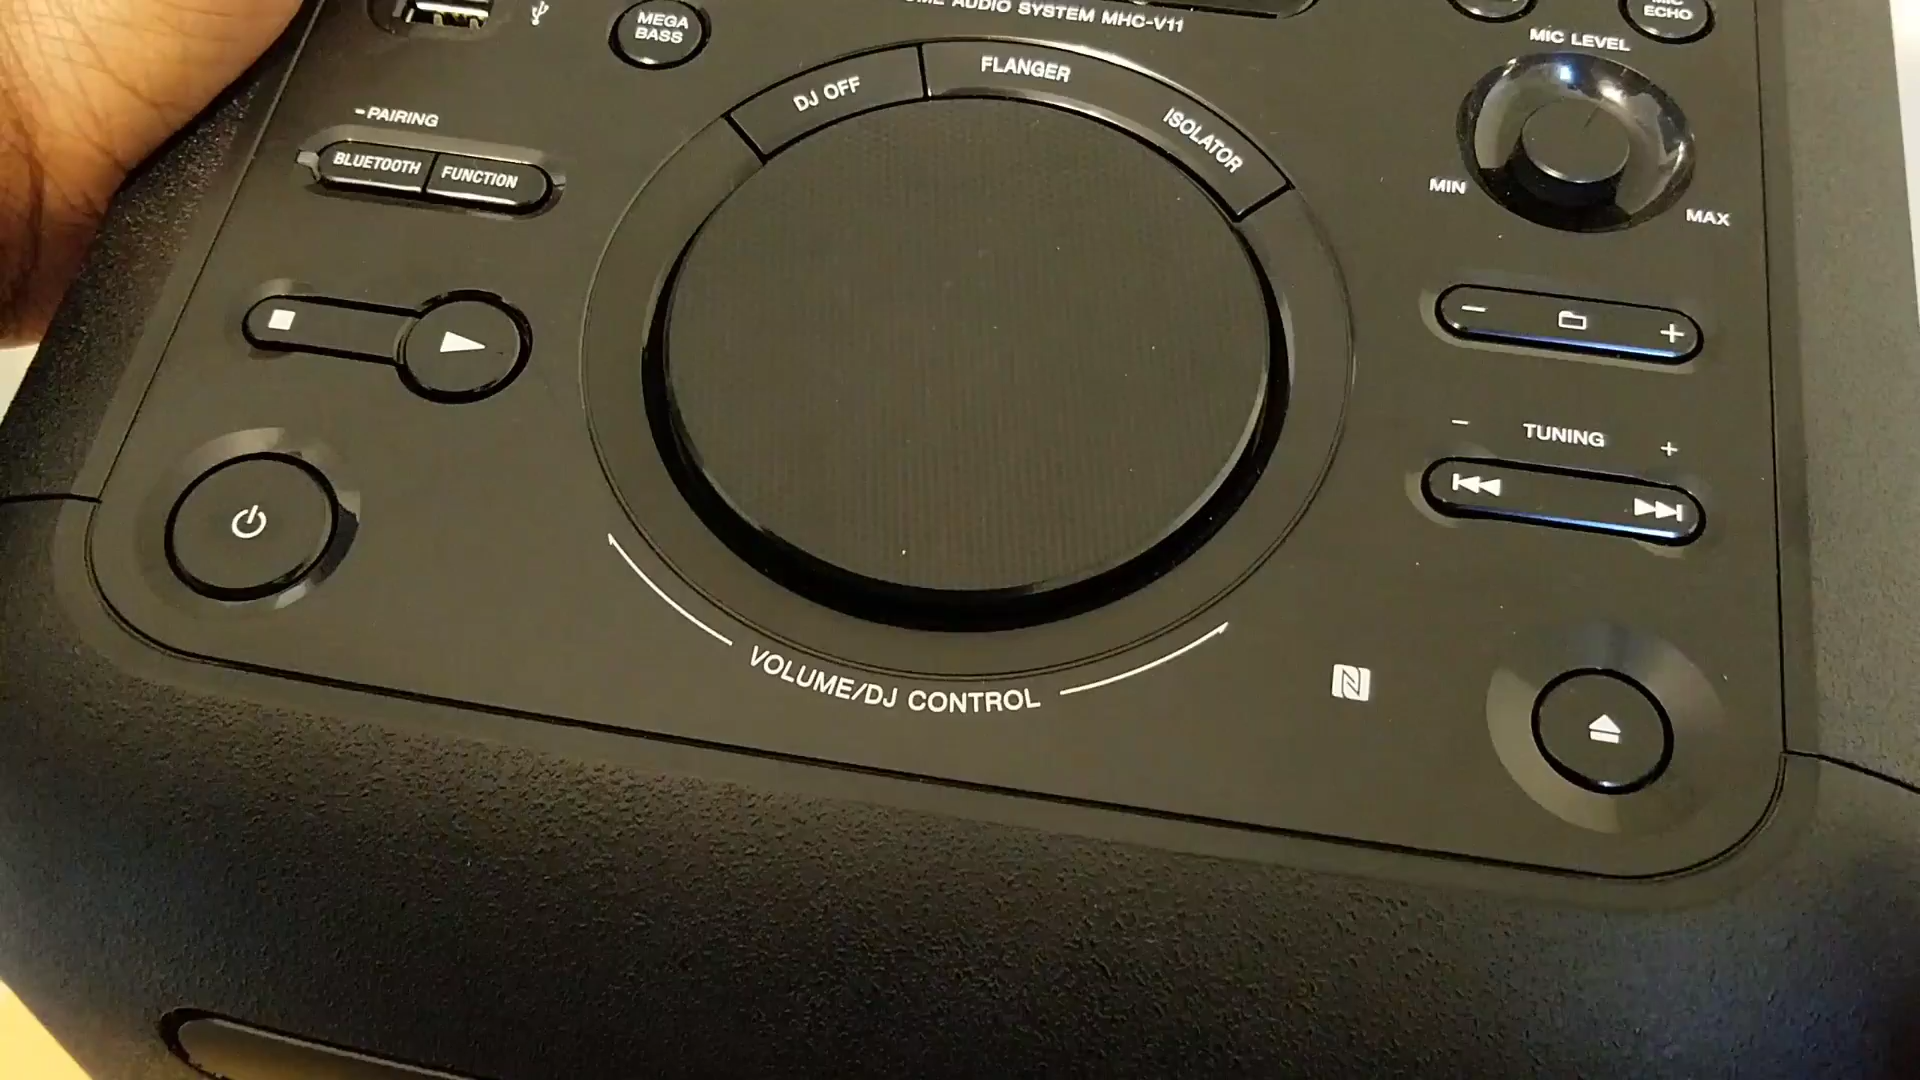 AUDIO SYSTEM MHC-V11
MEGA
BASS
ECHO
MIC LEVEL
MIN
MAX
DJ OFF
FLANGER
ISOLATOR
PAIRING
BLUETOOTH
FUNCTION
− +
− TUNING +
VOLUME/DJ CONTROL